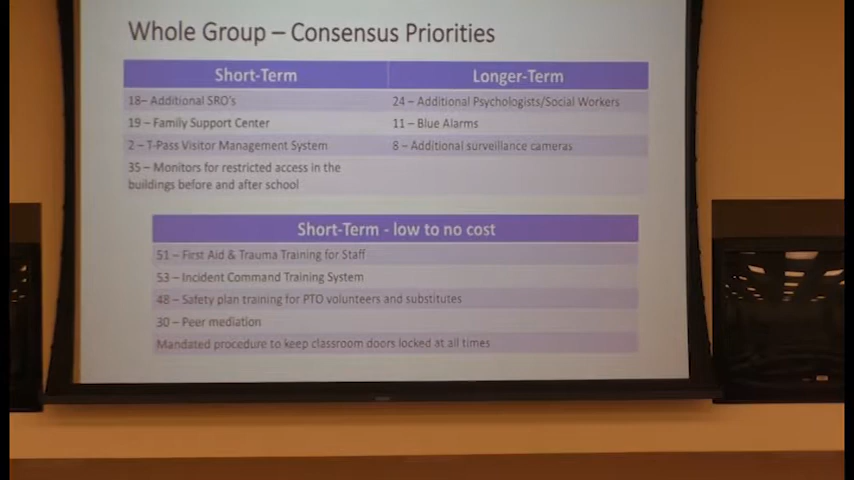 Whole Group – Consensus Priorities
Short-Term
Longer-Term
18– Additional SRO's
24 – Additional Psychologists/Social Workers
19 – Family Support Center
11 – Blue Alarms
2 – T-Pass Visitor Management System
8 – Additional surveillance cameras
35 – Monitors for restricted access in the
buildings before and after school
Short-Term - low to no cost
51 – First Aid & Trauma Training for Staff
53 – Incident Command Training System
48 – Safety plan training for PTO volunteers and substitutes
30 – Peer mediation
Mandated procedure to keep classroom doors locked at all times